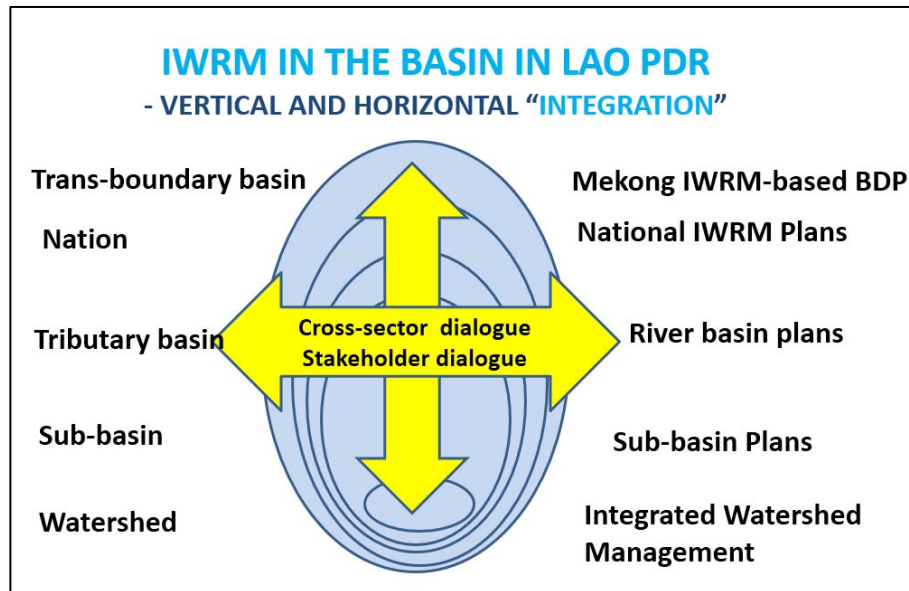 IWRM IN THE BASIN IN LAO PDR
- VERTICAL AND HORIZONTAL “INTEGRATION”
Trans-boundary basin
Mekong IWRM-based BDP
Nation
National IWRM Plans
Tributary basin
Cross-sector dialogue
Stakeholder dialogue
River basin plans
Sub-basin
Sub-basin Plans
Watershed
Integrated Watershed
Management